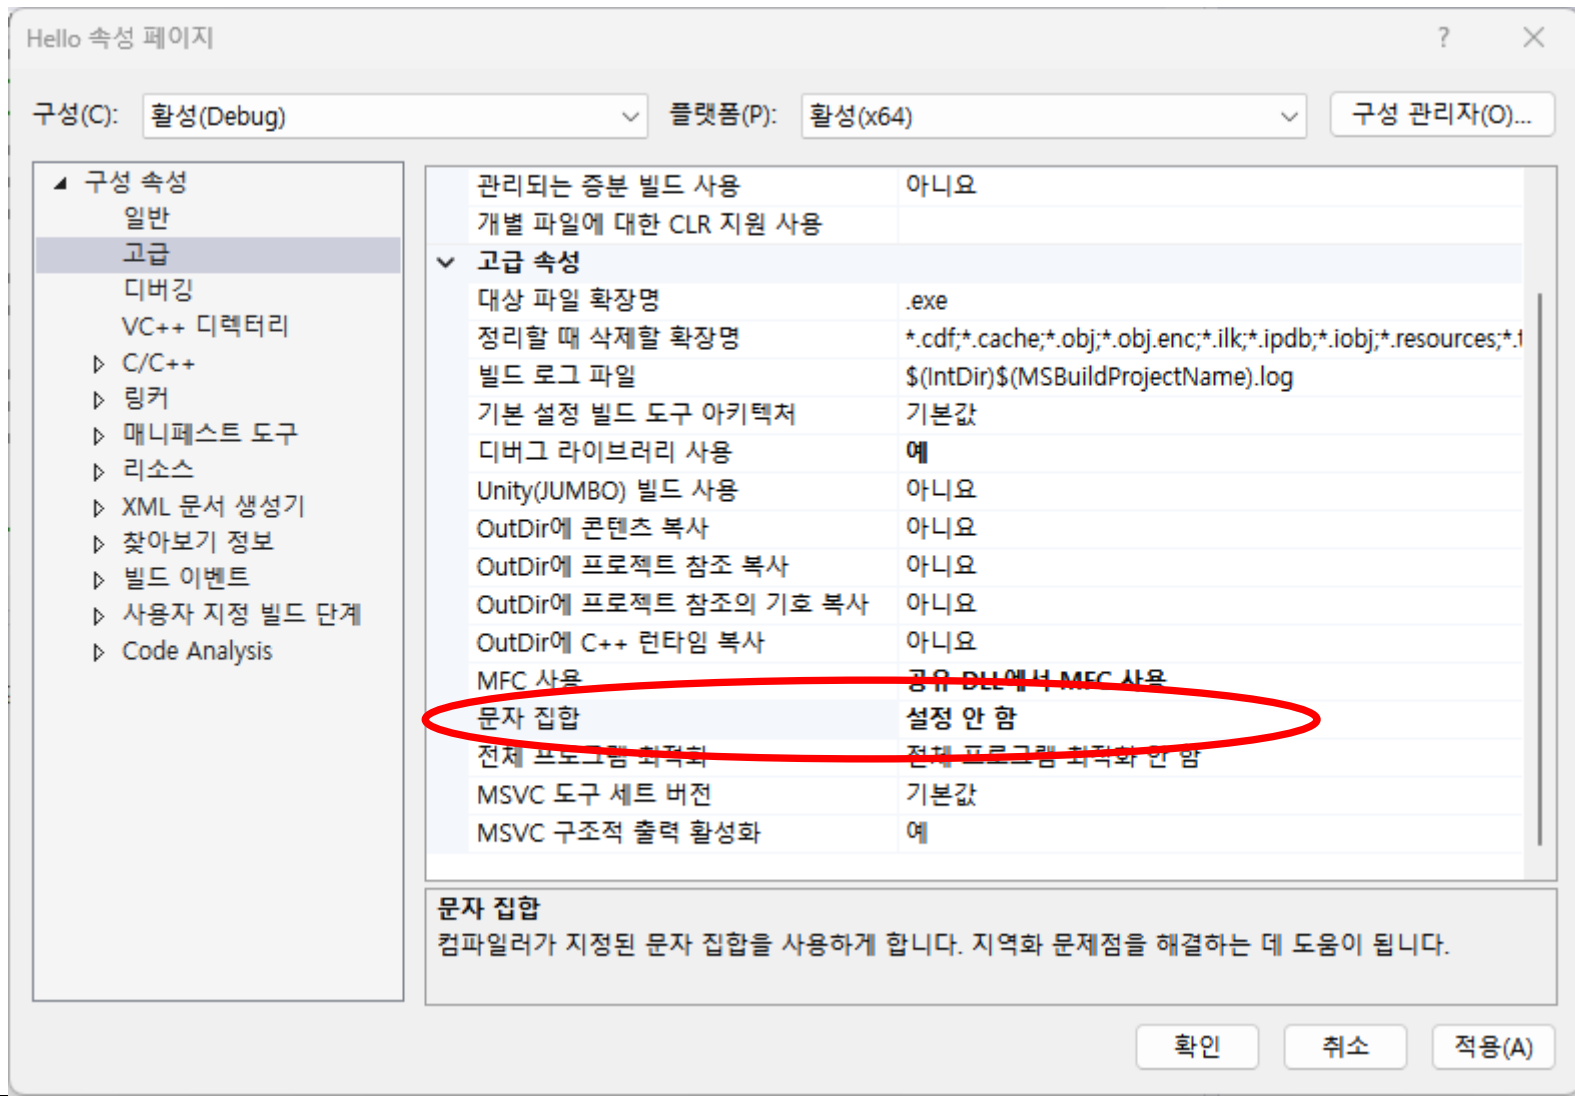 Hello 속성 페이지
구성(C): 활성(Debug) 플랫폼(P): 활성(x64) 구성 관리자(O)...
구성 속성
일반
고급
디버깅
VC++ 디렉터리
C/C++
링커
매니페스트 도구
리소스
XML 문서 생성기
찾아보기 정보
빌드 이벤트
사용자 지정 빌드 단계
Code Analysis
관리되는 증분 빌드 사용 아니요
개별 파일에 대한 CLR 지원 사용
고급 속성
대상 파일 확장명 .exe
정리할 때 삭제할 확장명 *.cdf;*.cache;*.obj;*.obj.enc;*.ilk;*.ipdb;*.iobj;*.resources;*.t
빌드 로그 파일 $(IntDir)$(MSBuildProjectName).log
기본 설정 빌드 도구 아키텍처 기본값
디버그 라이브러리 사용 예
Unity(JUMBO) 빌드 사용 아니요
OutDir에 콘텐츠 복사 아니요
OutDir에 프로젝트 참조 복사 아니요
OutDir에 프로젝트 참조의 기호 복사 아니요
OutDir에 C++ 런타임 복사 아니요
MFC 사용 공유 DLL에서 MFC 사용
문자 집합 설정 안 함
전체 프로그램 최적화 전체 프로그램 최적화 안 함
MSVC 도구 세트 버전 기본값
MSVC 구조적 출력 활성화 예
문자 집합
컴파일러가 지정된 문자 집합을 사용하게 합니다. 지역화 문제점을 해결하는 데 도움이 됩니다.
확인 취소 적용(A)